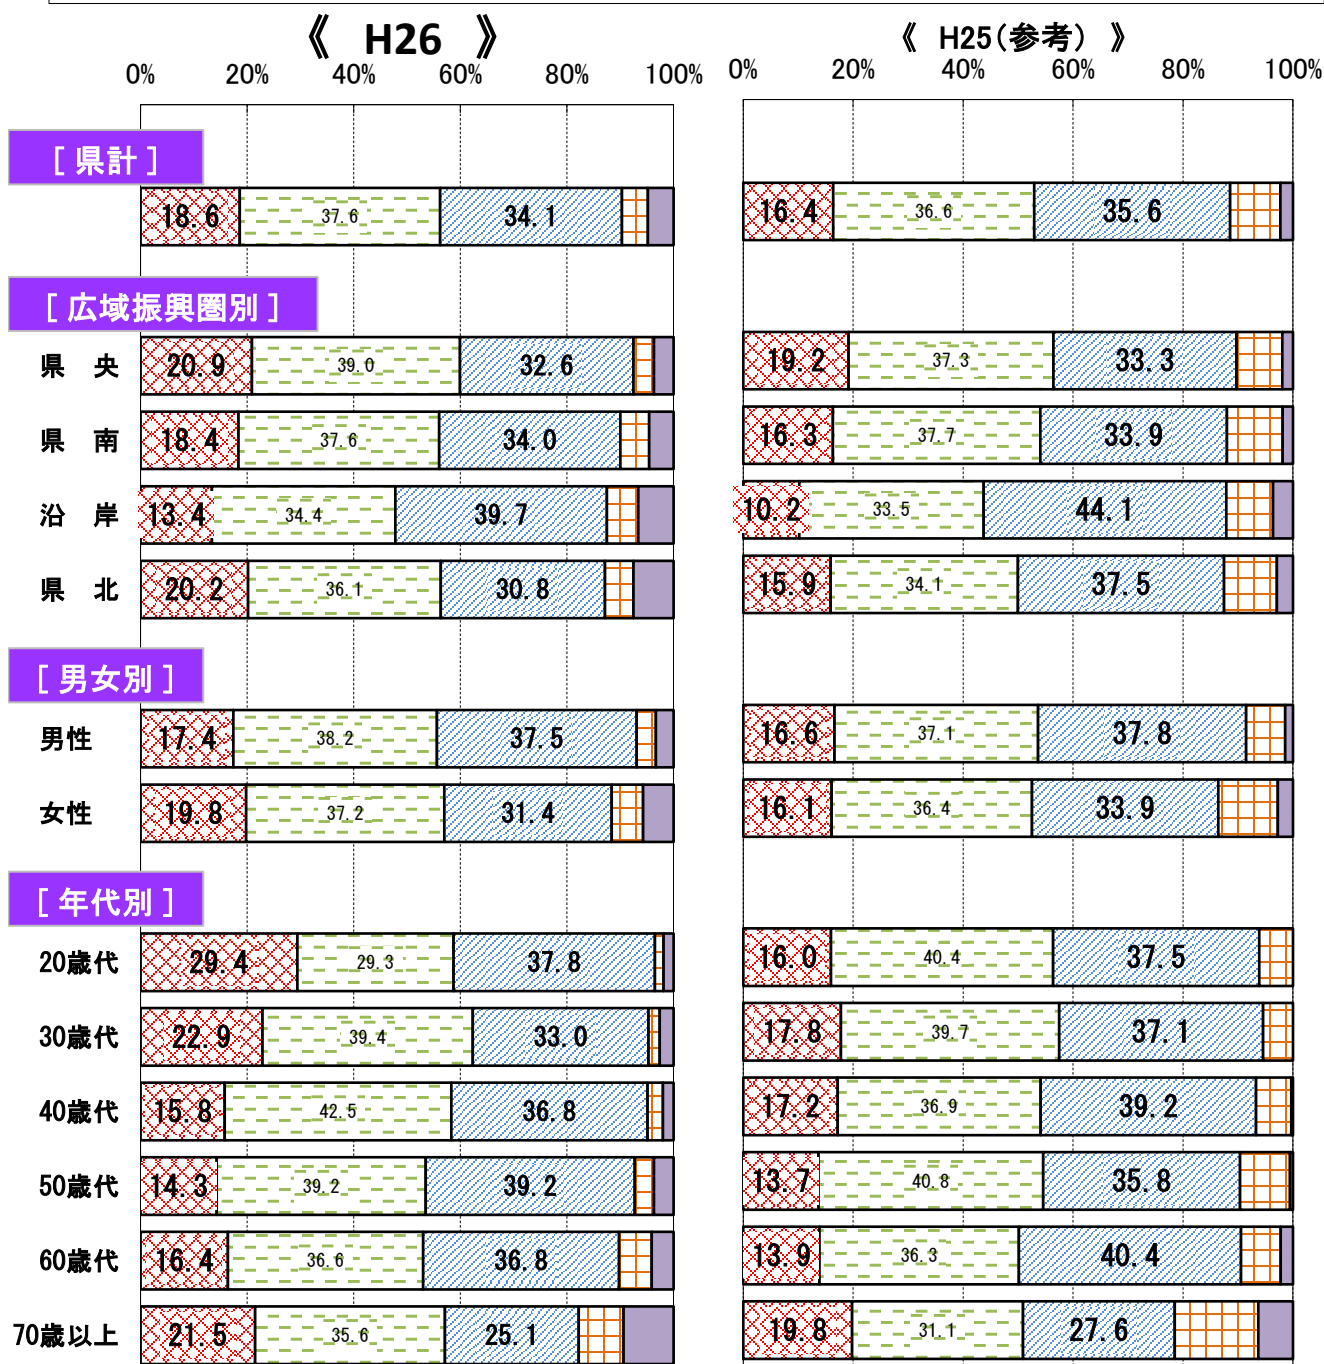 《 H26 》 《 H25（参考） 》
0% 20% 40% 60% 80% 100% 0% 20% 40% 60% 80% 100%
［県計］
18.6 37.6 34.1 16.4 36.6 35.6
［広域振興圏別］
県 央 20.9 39.0 32.6 19.2 37.3 33.3
県 南 18.4 37.6 34.0 16.3 37.7 33.9
沿 岸 13.4 34.4 39.7 10.2 33.5 44.1
県 北 20.2 36.1 30.8 15.9 34.1 37.5
［男女別］
男性 17.4 38.2 37.5 16.6 37.1 37.8
女性 19.8 37.2 31.4 16.1 36.4 33.9
［年代別］
20歳代 29.4 29.3 37.8 16.0 40.4 37.5
30歳代 22.9 39.4 33.0 17.8 39.7 37.1
40歳代 15.8 42.5 36.8 17.2 36.9 39.2
50歳代 14.3 39.2 39.2 13.7 40.8 35.8
60歳代 16.4 36.6 36.8 13.9 36.3 40.4
70歳以上 21.5 35.6 25.1 19.8 31.1 27.6